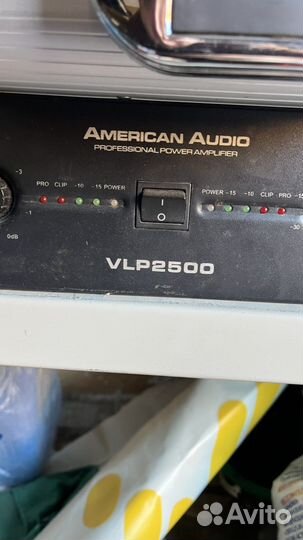 AMERICAN AUDIO
PROFESSIONAL POWER AMPLIFIER
-3
PRO CLIP -10 -15 POWER
POWER -15 -10 CLIP PRO
-1
0dB
I
O
-30
VLP2500
Avito